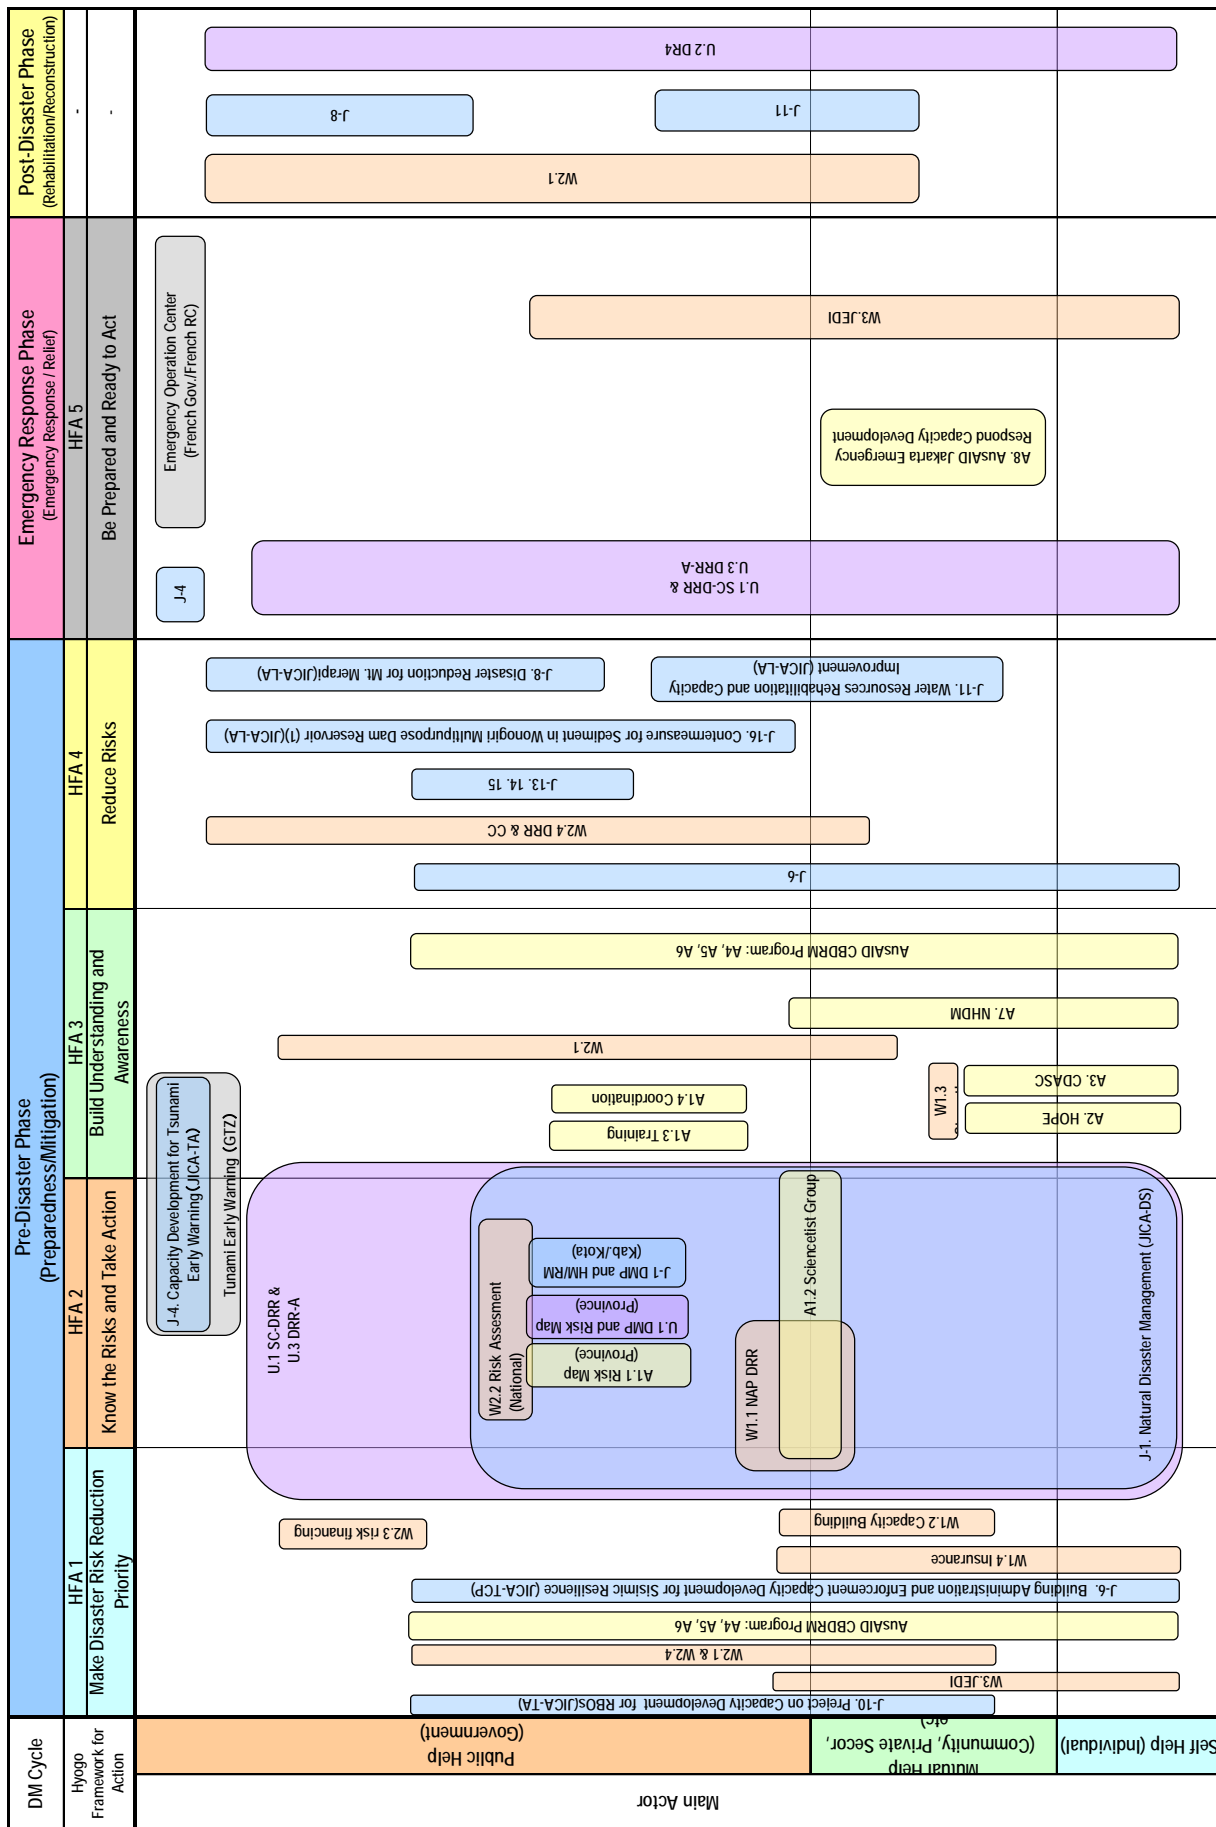 DM Cycle
Pre-Disaster Phase
(Preparedness/Mitigation)
Emergency Response Phase
(Emergency Response / Relief)
Post-Disaster Phase
(Rehabilitation/Reconstruction)
Hyogo
Framework for
Action
HFA 1
HFA 2
HFA 3
HFA 4
HFA 5
-
Make Disaster Risk Reduction
Priority
Know the Risks and Take Action
Build Understanding and
Awareness
Reduce Risks
Be Prepared and Ready to Act
-
Main Actor
Public Help
(Government)
Mutual Help
(Community, Private Secor,
etc)
Self Help (Individual)
J-10. Preject on Capacity Development for RBOs(JICA-TA)
W3.JEDI
W2.1 & W2.4
AusAID CBDRM Program: A4, A5, A6
J-6. Building Administration and Enforcement Capacity Development for Sisimic Resilience (JICA-TCP)
W1.4 Insurance
W2.3 risk financing
W1.2 Capacity Building
J-4. Capacity Development for Tsunami
Early Warning(JICA-TA)
Tunami Early Warning (GTZ)
U.1 SC-DRR &
U.3 DRR-A
W2.2 Risk Assesment
(National)
A1.1 Risk Map
(Province)
U.1 DMP and Risk Map
(Province)
J-1 DMP and HM/RM
(Kab./Kota)
W1.1 NAP DRR
A1.2 Sciencetist Group
J-1. Natural Disaster Management (JICA-DS)
A1.3 Training
A1.4 Coordination
W1.3
A2. HOPE
A3. CDASC
W2.1
A7. NHDM
AusAID CBDRM Program: A4, A5, A6
J-6
W2.4 DRR & CC
J-13. 14. 15
J-16. Contermeasure for Sediment in Wonogiri Multipurpose Dam Reservoir (1)(JICA-LA)
J-8. Disaster Reduction for Mt. Merapi(JICA-LA)
J-11. Water Resources Rehabilitation and Capacity
Improvement (JICA-LA)
J-4
U.1 SC-DRR &
U.3 DRR-A
A8. AusAID Jakarta Emergency
Respond Capacity Development
Emergency Operation Center
(French Gov./French RC)
W3.JEDI
W2.1
J-8
J-11
U.2 DR4